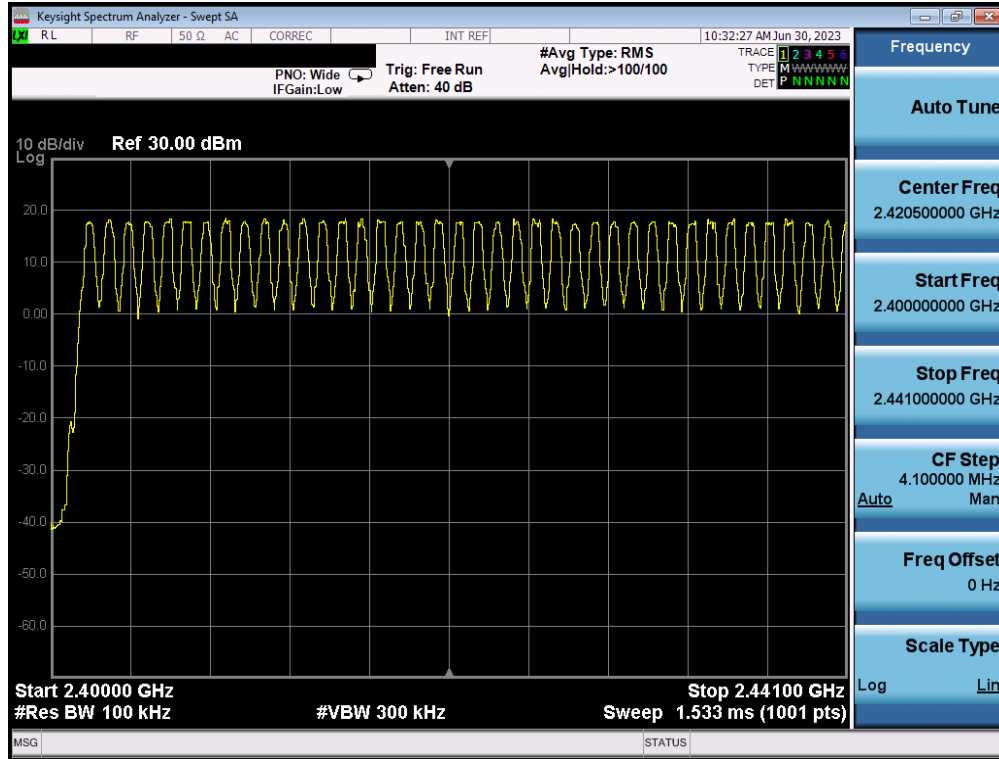 Keysight Spectrum Analyzer - Swept SA
LXI RL RF 50 Ω AC CORREC INT REF 10:32:27 AM Jun 30, 2023
PNO: Wide
IFGain:Low
Trig: Free Run
Atten: 40 dB
#Avg Type: RMS
Avg|Hold:>100/100
TRACE 1 2 3 4 5 6
TYPE M WWWWW
DET P N N N N N
10 dB/div Ref 30.00 dBm
Log
20.0
10.0
0.00
-10.0
-20.0
-30.0
-40.0
-50.0
-60.0
Start 2.40000 GHz Stop 2.44100 GHz
#Res BW 100 kHz #VBW 300 kHz Sweep 1.533 ms (1001 pts)
MSG STATUS
Frequency
Auto Tune
Center Freq
2.420500000 GHz
Start Freq
2.400000000 GHz
Stop Freq
2.441000000 GHz
CF Step
4.100000 MHz
Auto Man
Freq Offset
0 Hz
Scale Type
Log Lin